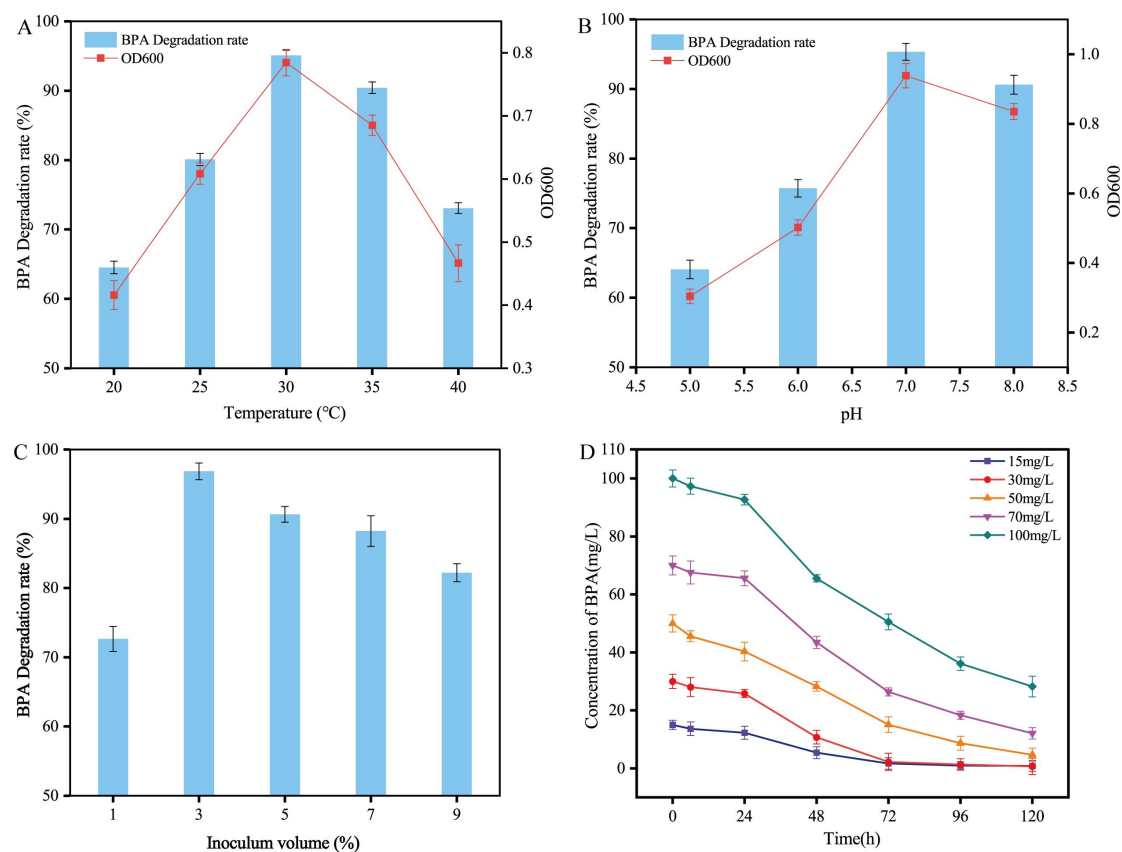 A
BPA Degradation rate
OD600
100
90
80
70
60
50
BPA Degradation rate (%)
0.8
0.7
0.6
0.5
0.4
0.3
OD600
20 25 30 35 40
Temperature (℃)
B
BPA Degradation rate
OD600
100
90
80
70
60
50
BPA Degradation rate (%)
1.0
0.8
0.6
0.4
0.2
OD600
4.5 5.0 5.5 6.0 6.5 7.0 7.5 8.0 8.5
pH
C
100
90
80
70
60
50
BPA Degradation rate (%)
1 3 5 7 9
Inoculum volume (%)
D
15mg/L
30mg/L
50mg/L
70mg/L
100mg/L
110
100
80
60
40
20
0
Concentration of BPA(mg/L)
0 24 48 72 96 120
Time(h)